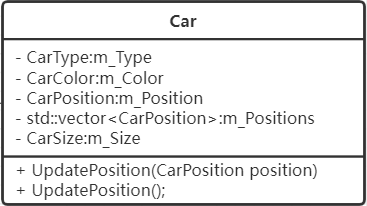 Car
- CarType:m_Type
- CarColor:m_Color
- CarPosition:m_Position
- std::vector<CarPosition>:m_Positions
- CarSize:m_Size
+ UpdatePosition(CarPosition position)
+ UpdatePosition();